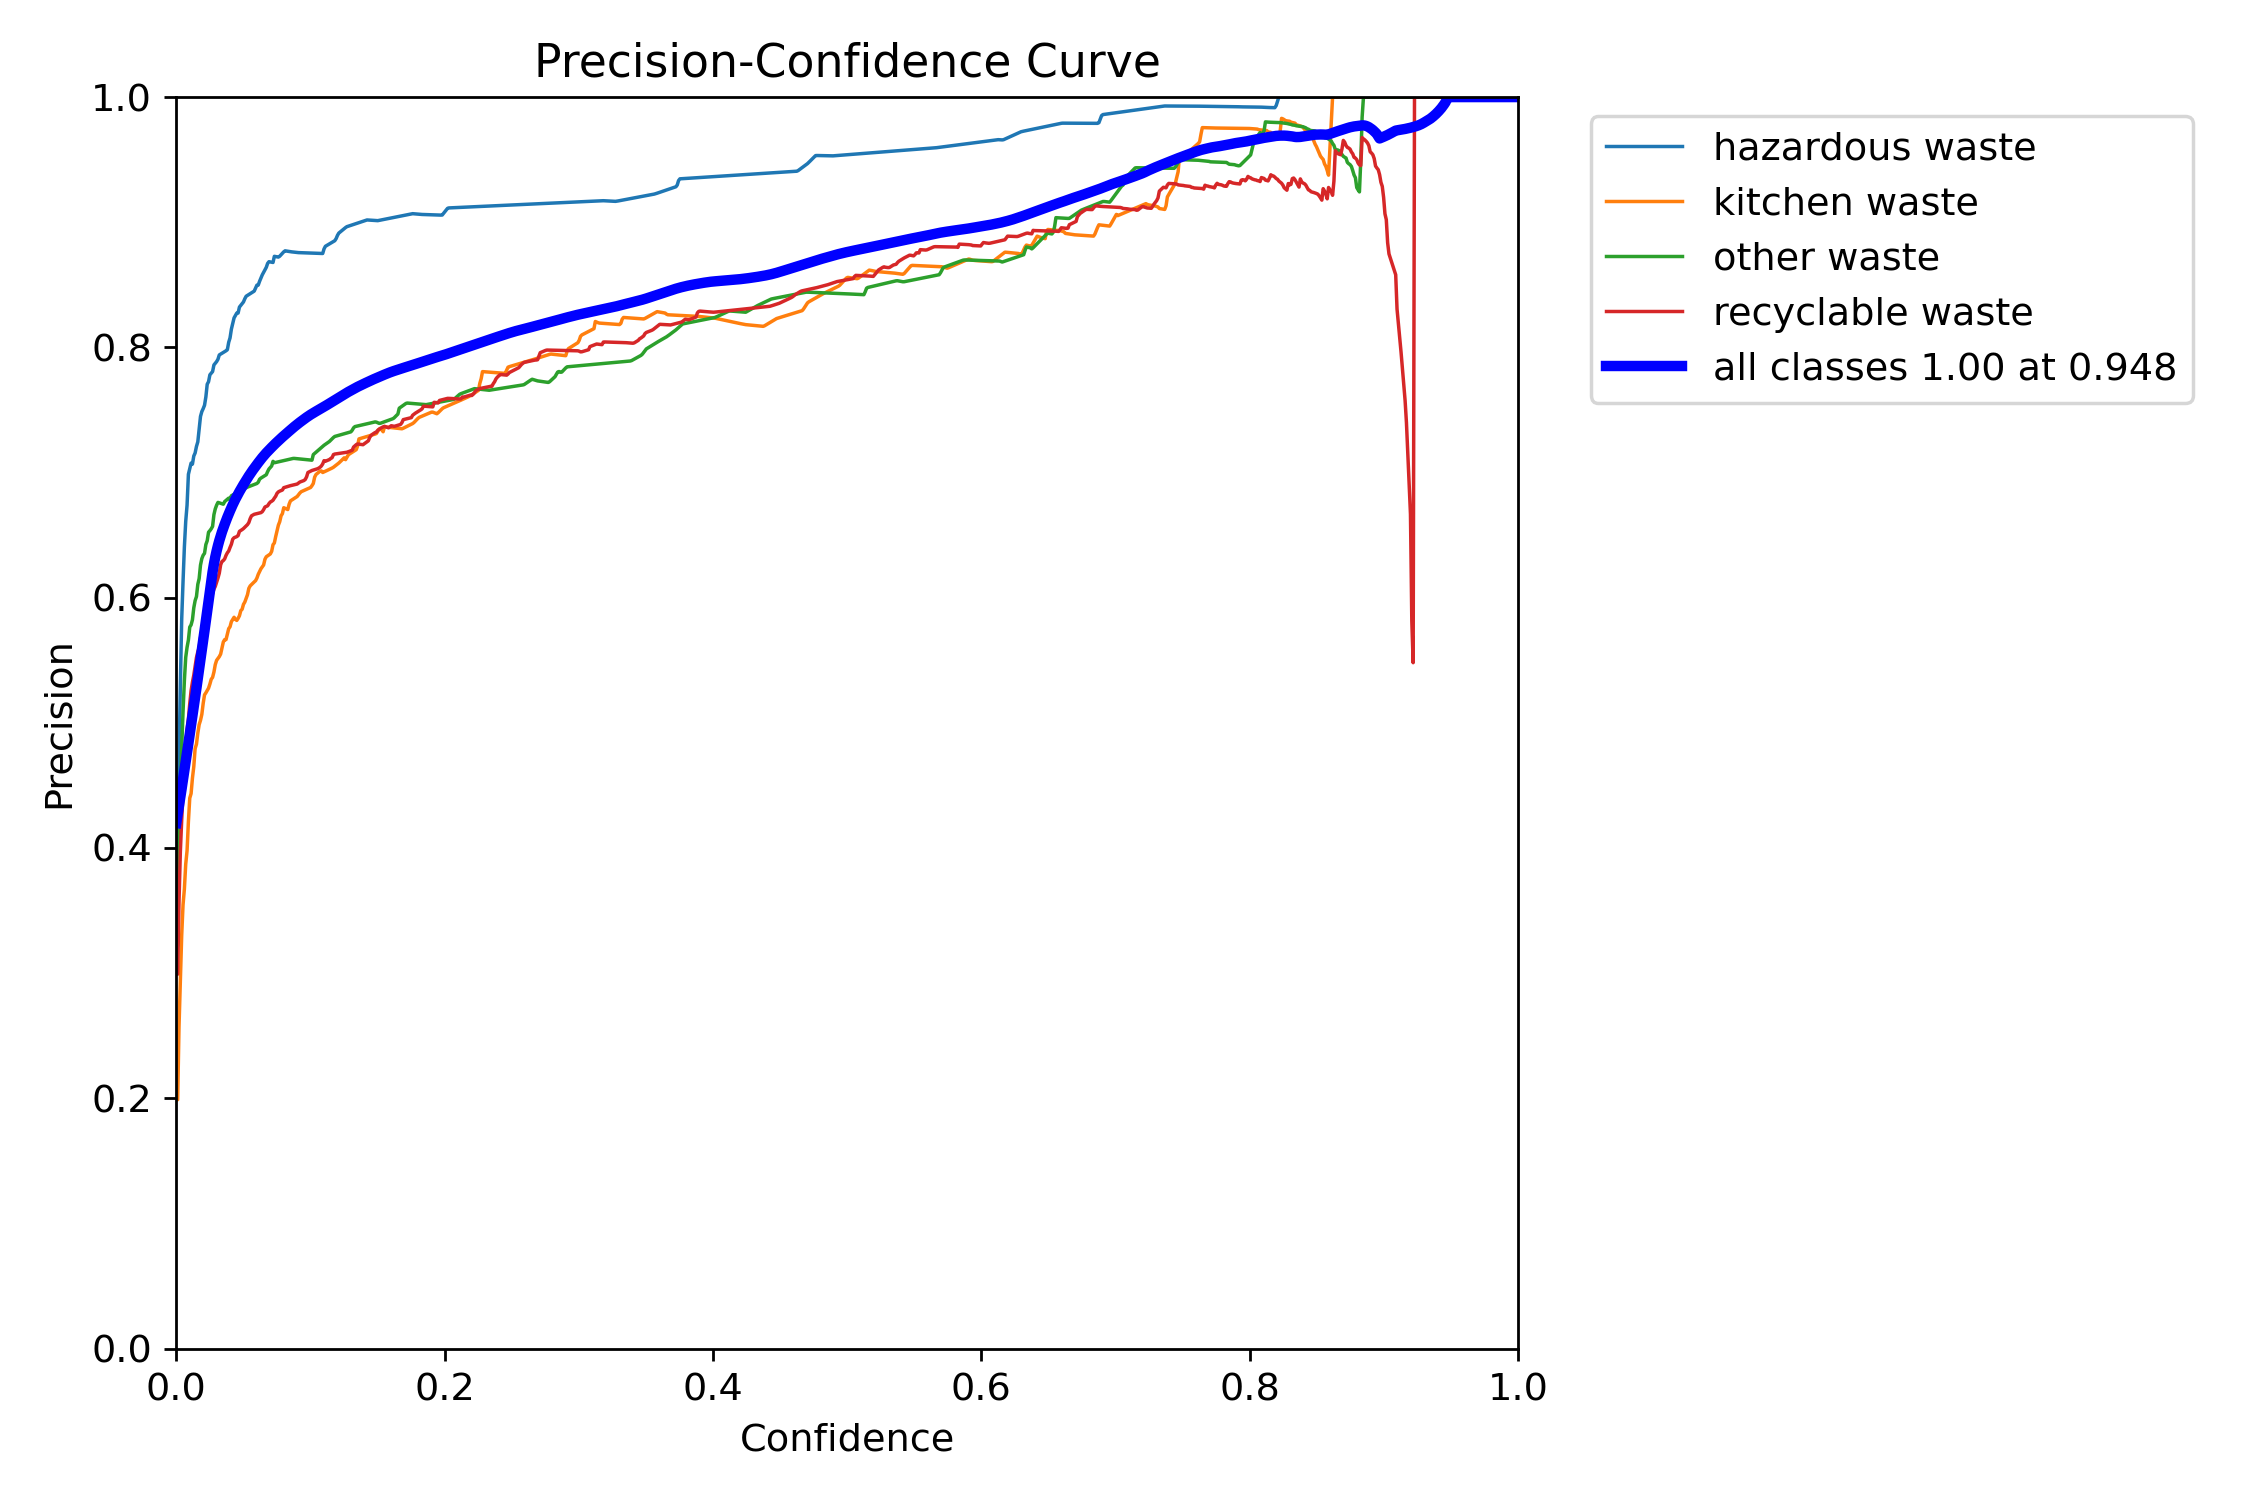 Precision-Confidence Curve
1.0
0.8
0.6
0.4
0.2
0.0
Precision
0.0 0.2 0.4 0.6 0.8 1.0
Confidence
hazardous waste
kitchen waste
other waste
recyclable waste
all classes 1.00 at 0.948